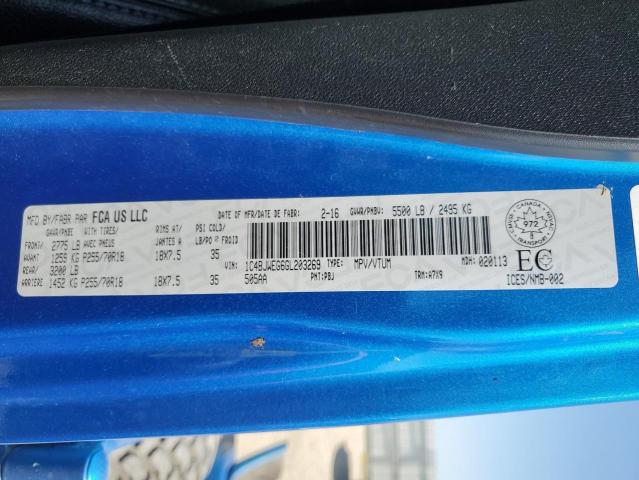 MFD BY/FABR PAR FCA US LLC
DATE OF MFR/DATE DE FABR: 2-16 GVWR/PNBV: 5500 LB / 2495 KG
GAWR/PNBE WITH TIRES/ RIMS AT/ PSI COLD/
FRONT/ 2775 LB AVEC PNEUS JANTES A LB/PO² FROID
AVANT 1259 KG P255/70R18 18X7.5 35
REAR/ 3200 LB
ARRIERE 1452 KG P255/70R18 18X7.5 35
1C4BJWEG6GL203269 TYPE: MPV/VTUM MDH: 020113
505AA PNT:PBJ TRM:A7X9
CANADA
972
TRANSPORT
EC
ICES/NMB-002